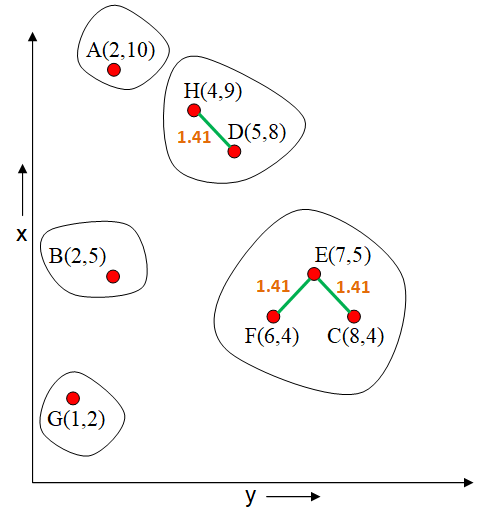 A(2,10)
H(4,9)
D(5,8)
1.41
x
B(2,5)
E(7,5)
1.41
1.41
F(6,4)
C(8,4)
G(1,2)
y